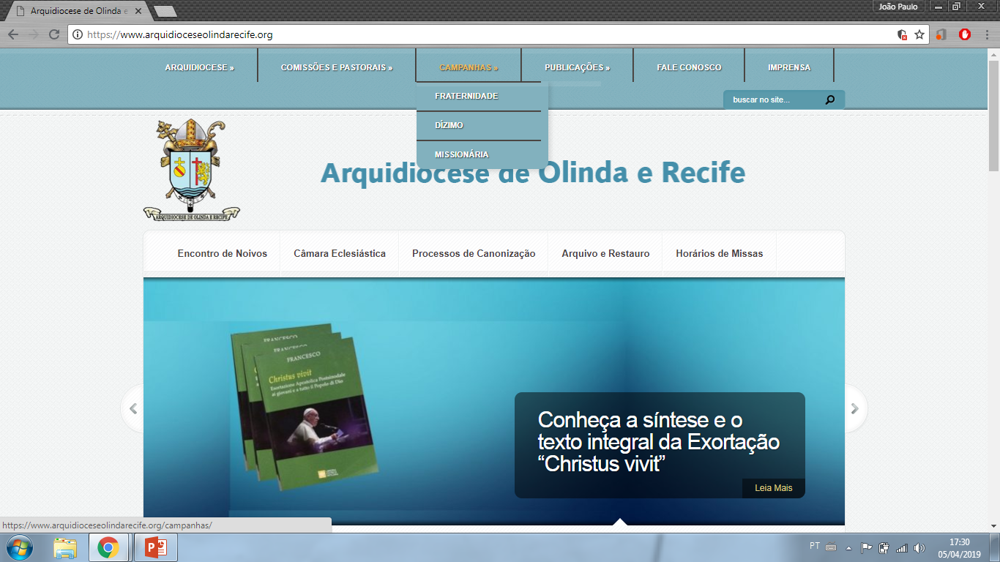 Arquidiocese de Olinda e
João Paulo
https://www.arquidioceseolindarecife.org
ARQUIDIOCESE »
COMISSÕES E PASTORAIS »
CAMPANHAS »
PUBLICAÇÕES »
FALE CONOSCO
IMPRENSA
FRATERNIDADE
DÍZIMO
MISSIONÁRIA
buscar no site...
ARQUIDIOCESE DE OLINDA E RECIFE
Arquidiocese de Olinda e Recife
Encontro de Noivos
Câmara Eclesiástica
Processos de Canonização
Arquivo e Restauro
Horários de Missas
FRANCESCO
FRANCESCO
FRANCESCO
Christus vivit
Esortazione Apostolica Postsinodale
ai giovani e a tutto il Popolo di Dio
Conheça a síntese e o
texto integral da Exortação
“Christus vivit”
Leia Mais
https://www.arquidioceseolindarecife.org/campanhas/
PT
17:30
05/04/2019